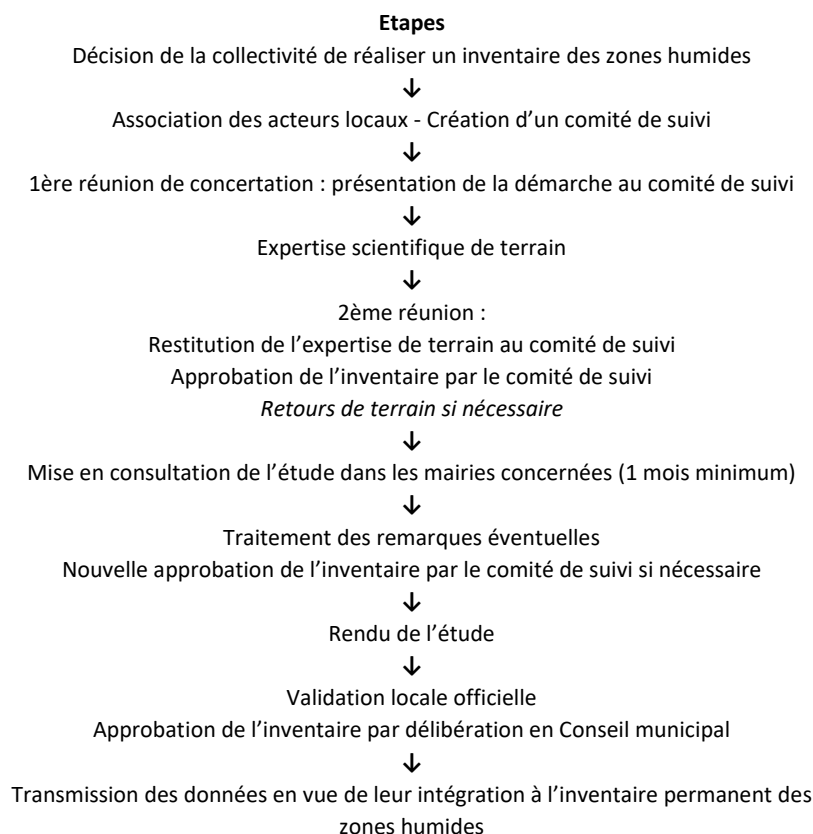 Etapes
Décision de la collectivité de réaliser un inventaire des zones humides
↓
Association des acteurs locaux - Création d’un comité de suivi
↓
1ère réunion de concertation : présentation de la démarche au comité de suivi
↓
Expertise scientifique de terrain
↓
2ème réunion :
Restitution de l’expertise de terrain au comité de suivi
Approbation de l’inventaire par le comité de suivi
Retours de terrain si nécessaire
↓
Mise en consultation de l’étude dans les mairies concernées (1 mois minimum)
↓
Traitement des remarques éventuelles
Nouvelle approbation de l’inventaire par le comité de suivi si nécessaire
↓
Rendu de l’étude
↓
Validation locale officielle
Approbation de l’inventaire par délibération en Conseil municipal
↓
Transmission des données en vue de leur intégration à l’inventaire permanent des
zones humides